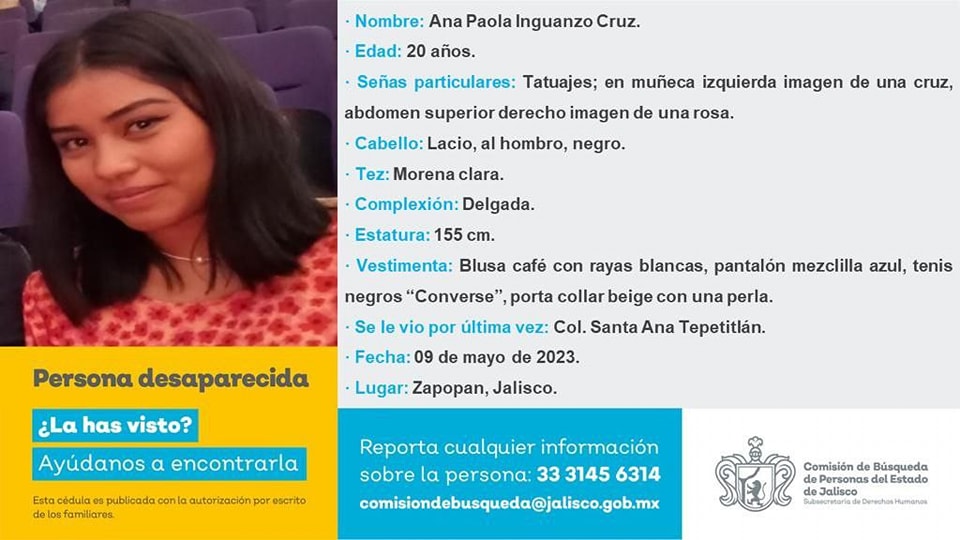 · Nombre: Ana Paola Inguanzo Cruz.
· Edad: 20 años.
· Señas particulares: Tatuajes; en muñeca izquierda imagen de una cruz,
abdomen superior derecho imagen de una rosa.
· Cabello: Lacio, al hombro, negro.
· Tez: Morena clara.
· Complexión: Delgada.
· Estatura: 155 cm.
· Vestimenta: Blusa café con rayas blancas, pantalón mezclilla azul, tenis
negros “Converse”, porta collar beige con una perla.
· Se le vio por última vez: Col. Santa Ana Tepetitlán.
· Fecha: 09 de mayo de 2023.
· Lugar: Zapopan, Jalisco.
Persona desaparecida
¿La has visto?
Ayúdanos a encontrarla
Esta cédula es publicada con la autorización por escrito
de los familiares.
Reporta cualquier información
sobre la persona: 33 3145 6314
comisiondebusqueda@jalisco.gob.mx
Comisión de Búsqueda
de Personas del Estado
de Jalisco
Subsecretaría de Derechos Humanos